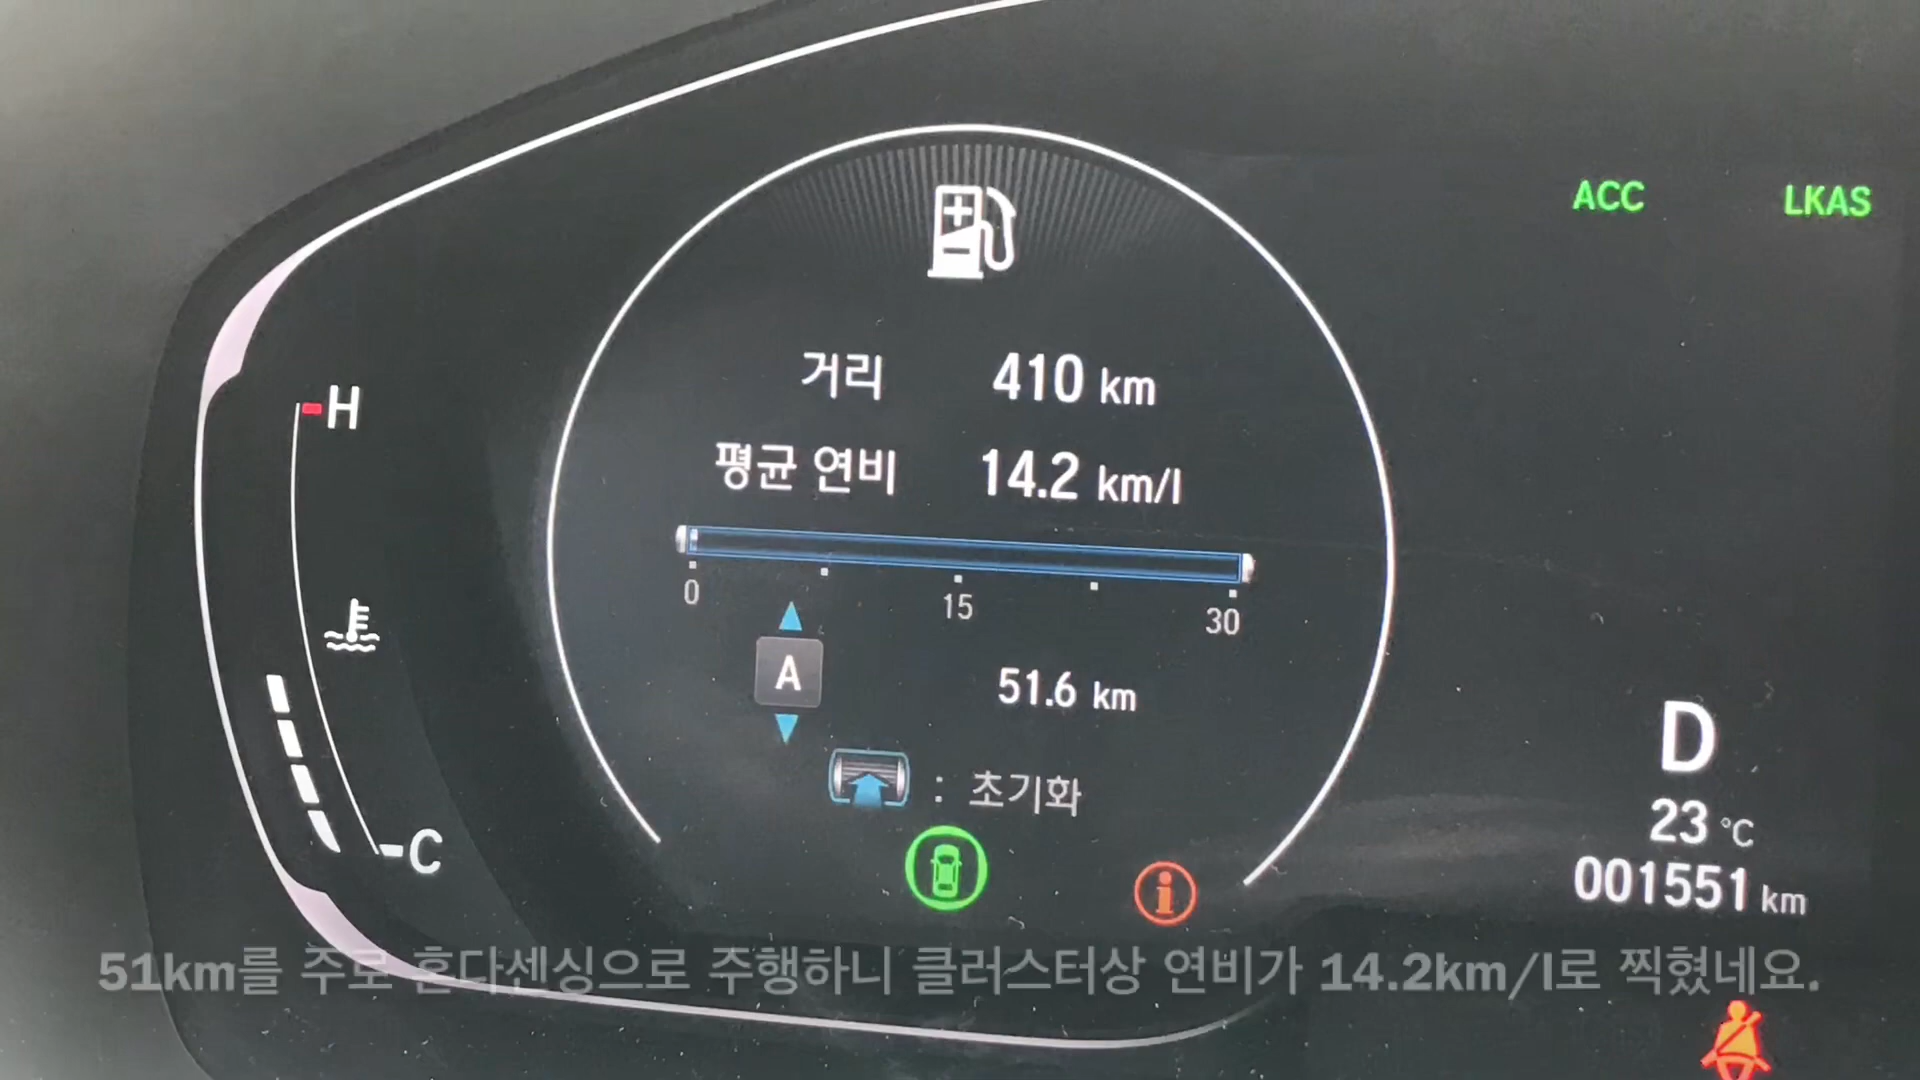 ACC LKAS
거리 410 km
평균 연비 14.2 km/l
H
0 15 30
A 51.6 km
D
: 초기화
23 °C
C
001551 km
51km를 주로 혼다센싱으로 주행하니 클러스터상 연비가 14.2km/l로 찍혔네요.